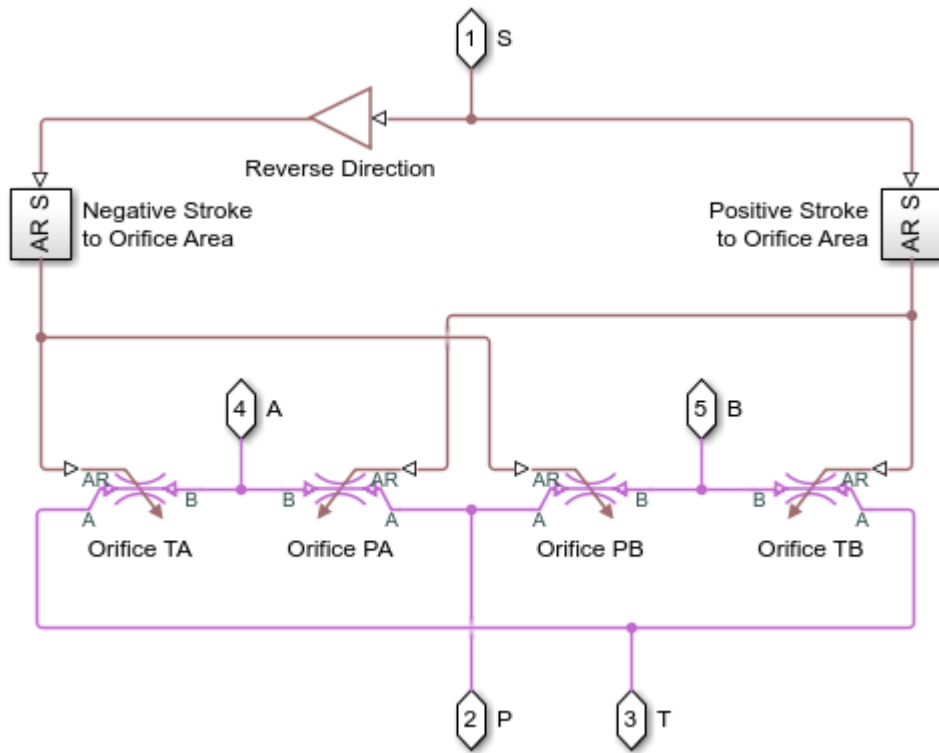 1 S
Reverse Direction
AR S
Negative Stroke
to Orifice Area
Positive Stroke
to Orifice Area
AR S
4 A
5 B
AR
A
B
Orifice TA
B
AR
A
Orifice PA
AR
A
B
Orifice PB
B
AR
A
Orifice TB
2 P
3 T